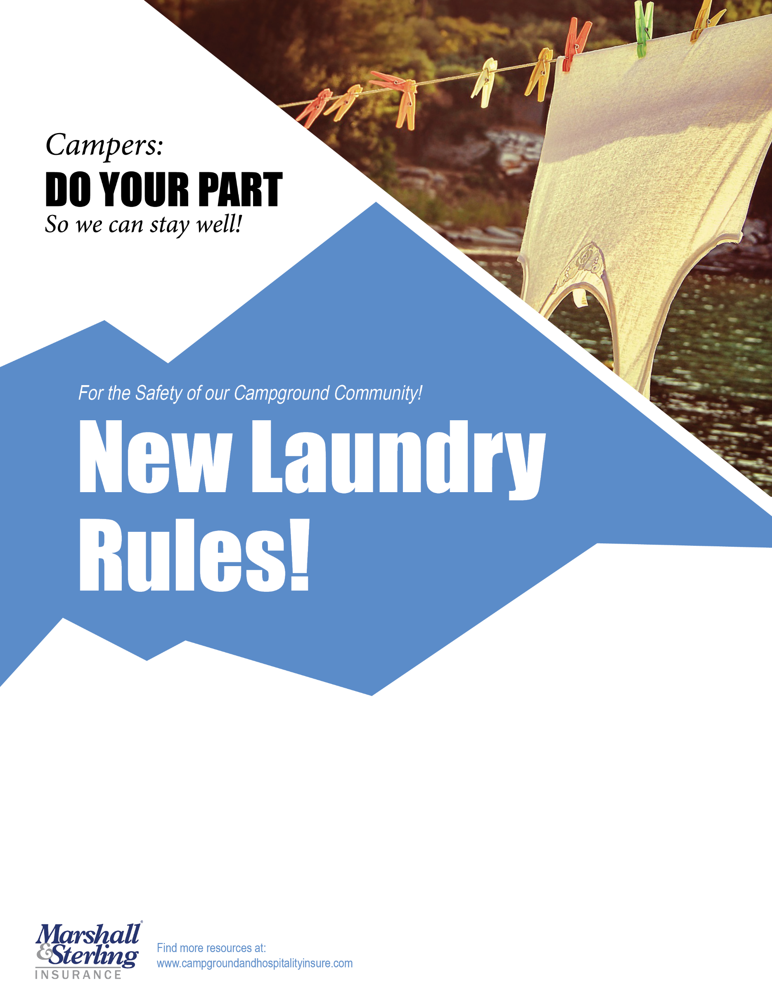 Campers:
DO YOUR PART
So we can stay well!
For the Safety of our Campground Community!
New Laundry
Rules!
Marshall®
&Sterling
INSURANCE
Find more resources at:
www.campgroundandhospitalityinsure.com